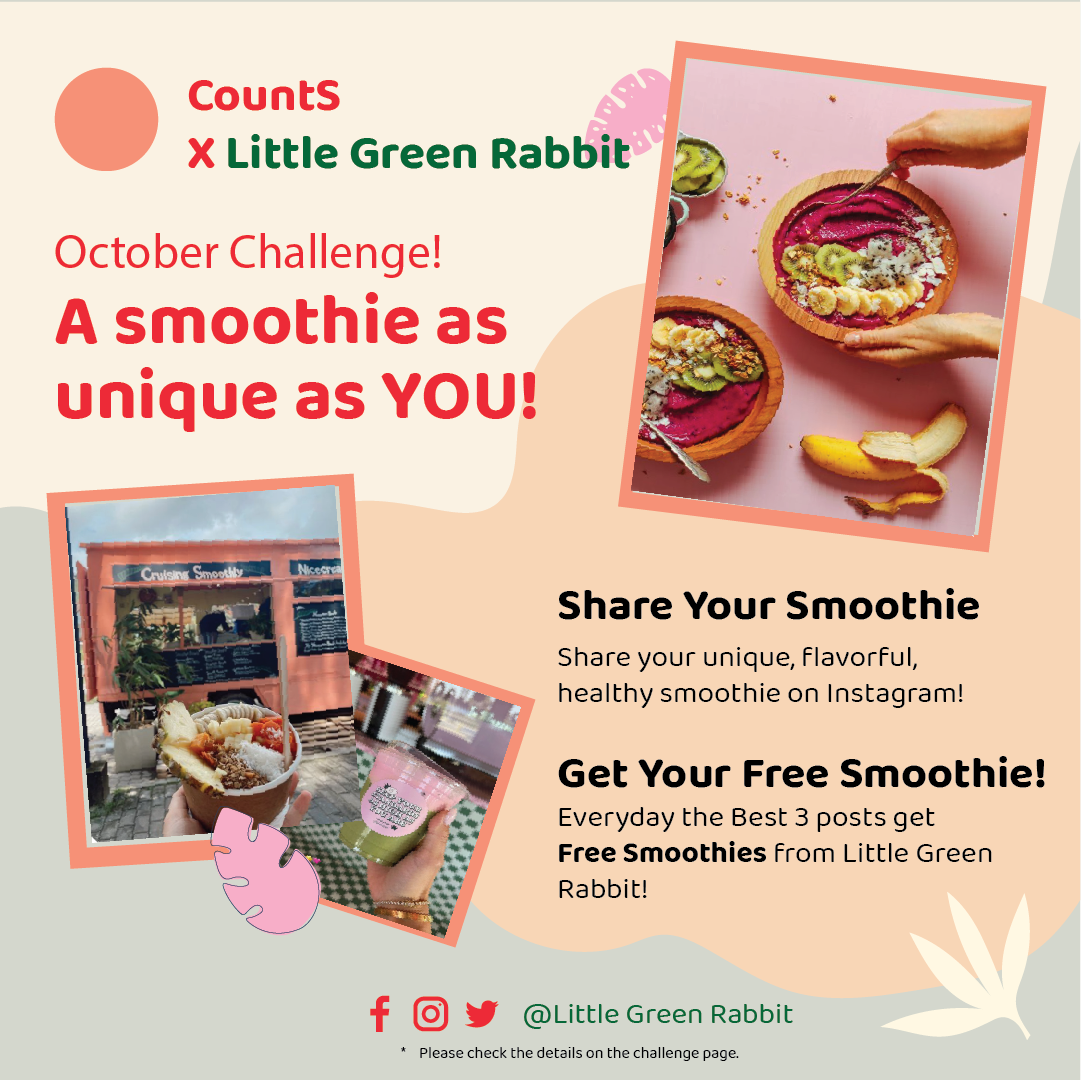 CountS
X Little Green Rabbit
October Challenge!
A smoothie as
unique as YOU!
Cruising Smoothly
Share Your Smoothie
Share your unique, flavorful,
healthy smoothie on Instagram!
Get Your Free Smoothie!
Everyday the Best 3 posts get
Free Smoothies from Little Green
Rabbit!
@Little Green Rabbit
* Please check the details on the challenge page.